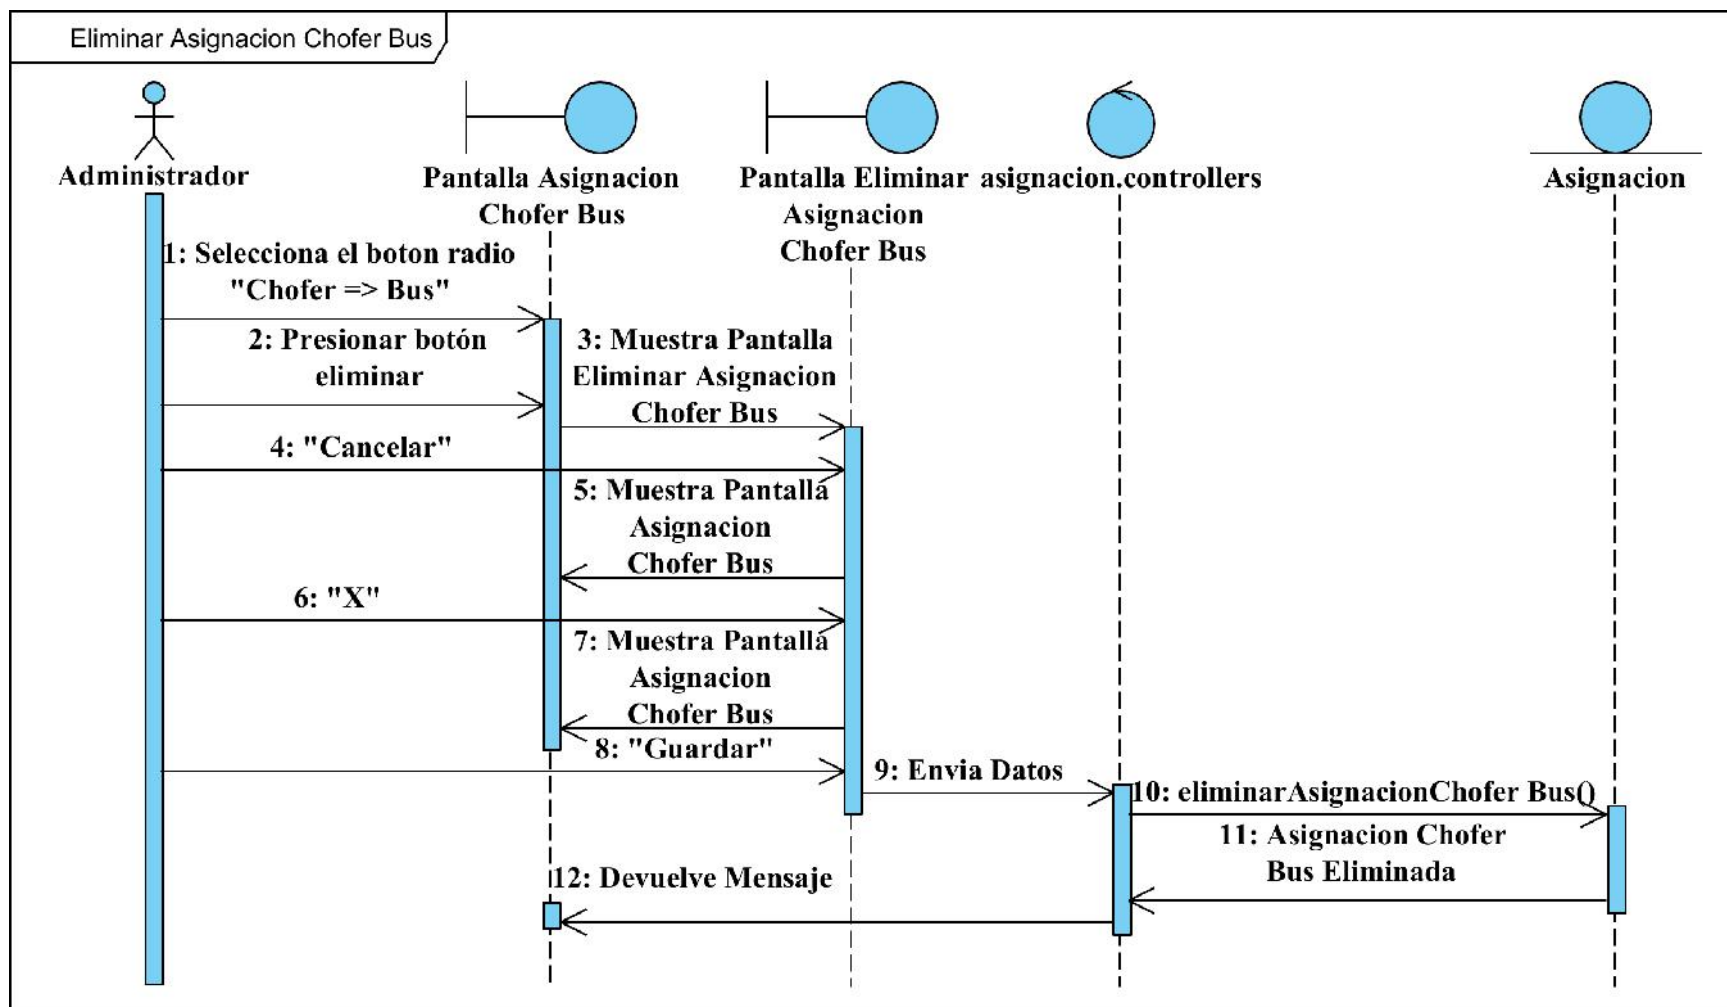 Eliminar Asignacion Chofer Bus
Administrador
Pantalla Asignacion
Chofer Bus
Pantalla Eliminar
Asignacion
Chofer Bus
asignacion.controllers
Asignacion
1: Selecciona el boton radio
"Chofer => Bus"
2: Presionar botón
eliminar
3: Muestra Pantalla
Eliminar Asignacion
Chofer Bus
4: "Cancelar"
5: Muestra Pantalla
Asignacion
Chofer Bus
6: "X"
7: Muestra Pantalla
Asignacion
Chofer Bus
8: "Guardar"
9: Envia Datos
10: eliminarAsignacionChofer Bus()
11: Asignacion Chofer
Bus Eliminada
12: Devuelve Mensaje